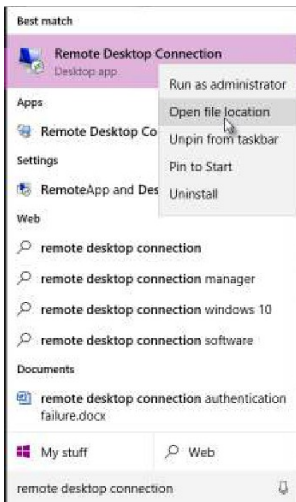 Best match
Remote Desktop Connection
Desktop app
Run as administrator
Open file location
Unpin from taskbar
Pin to Start
Uninstall
Apps
Remote Desktop Co
Settings
RemoteApp and Des
Web
remote desktop connection
remote desktop connection manager
remote desktop connection windows 10
remote desktop connection software
Documents
remote desktop connection authentication
failure.docx
My stuff
Web
remote desktop connection